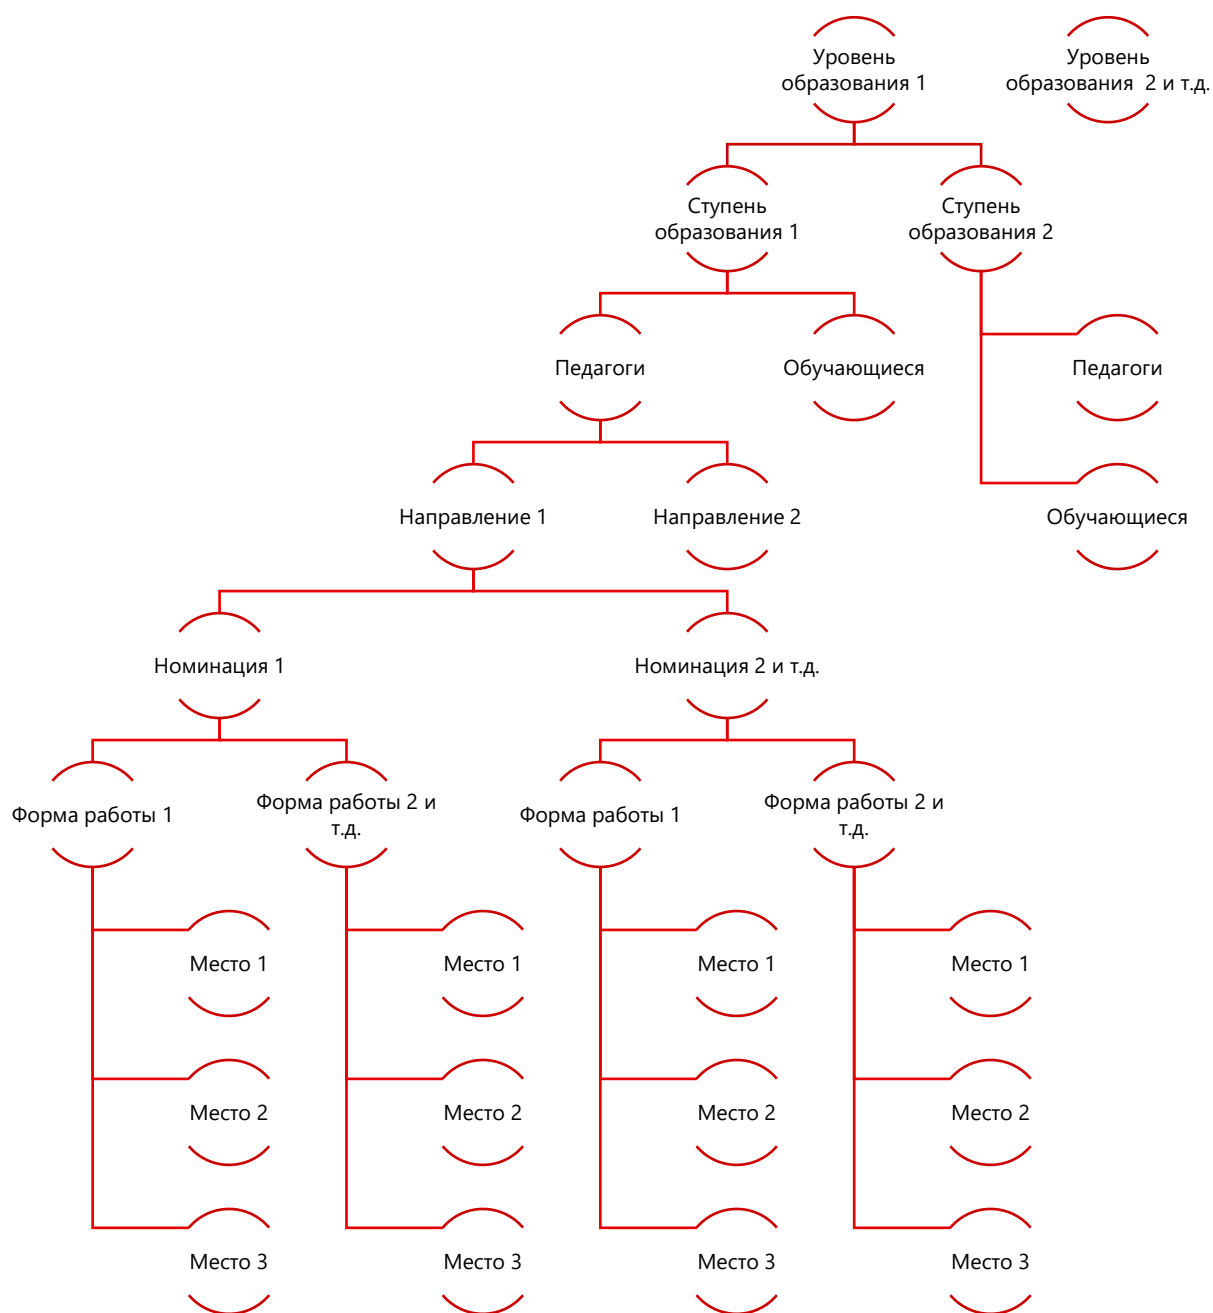 Уровень
образования 1
Уровень
образования 2 и т.д.
Ступень
образования 1
Ступень
образования 2
Педагоги
Обучающиеся
Педагоги
Направление 1
Направление 2
Обучающиеся
Номинация 1
Номинация 2 и т.д.
Форма работы 1
Форма работы 2 и
т.д.
Форма работы 1
Форма работы 2 и
т.д.
Место 1
Место 1
Место 1
Место 1
Место 2
Место 2
Место 2
Место 2
Место 3
Место 3
Место 3
Место 3